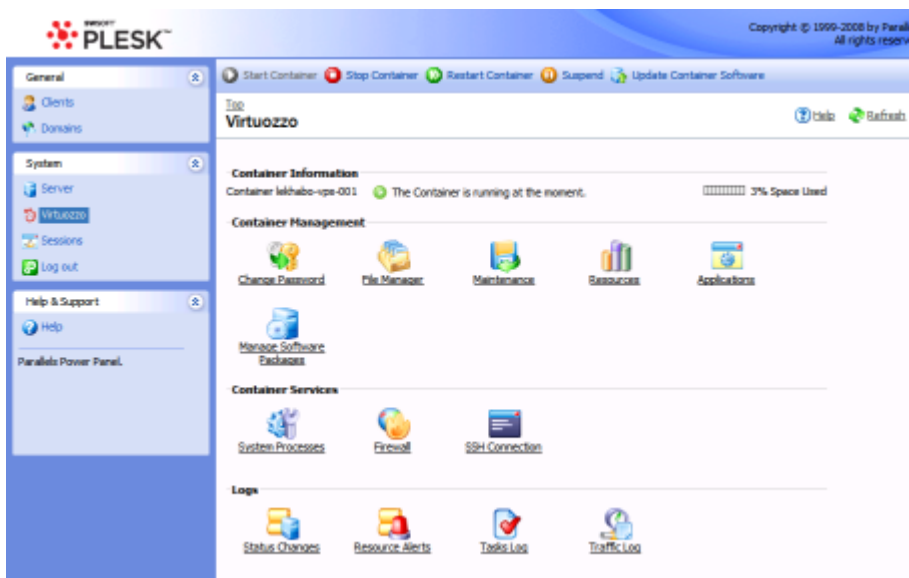 SWSOFT
PLESK™
Copyright © 1999-2008 by Parall
All rights reserv
General
Clients
Domains
System
Server
Virtuozzo
Sessions
Log out
Help & Support
Help
Parallels Power Panel.
Start Container Stop Container Restart Container Suspend Update Container Software
Top
Virtuozzo
Help Refresh
Container Information
Container lekhabo-vps-001 The Container is running at the moment. 3% Space Used
Container Management
Change Password File Manager Maintenance Resources Applications
Manage Software
Packages
Container Services
System Processes Firewall SSH Connection
Logs
Status Changes Resource Alerts Tasks Log Traffic Log